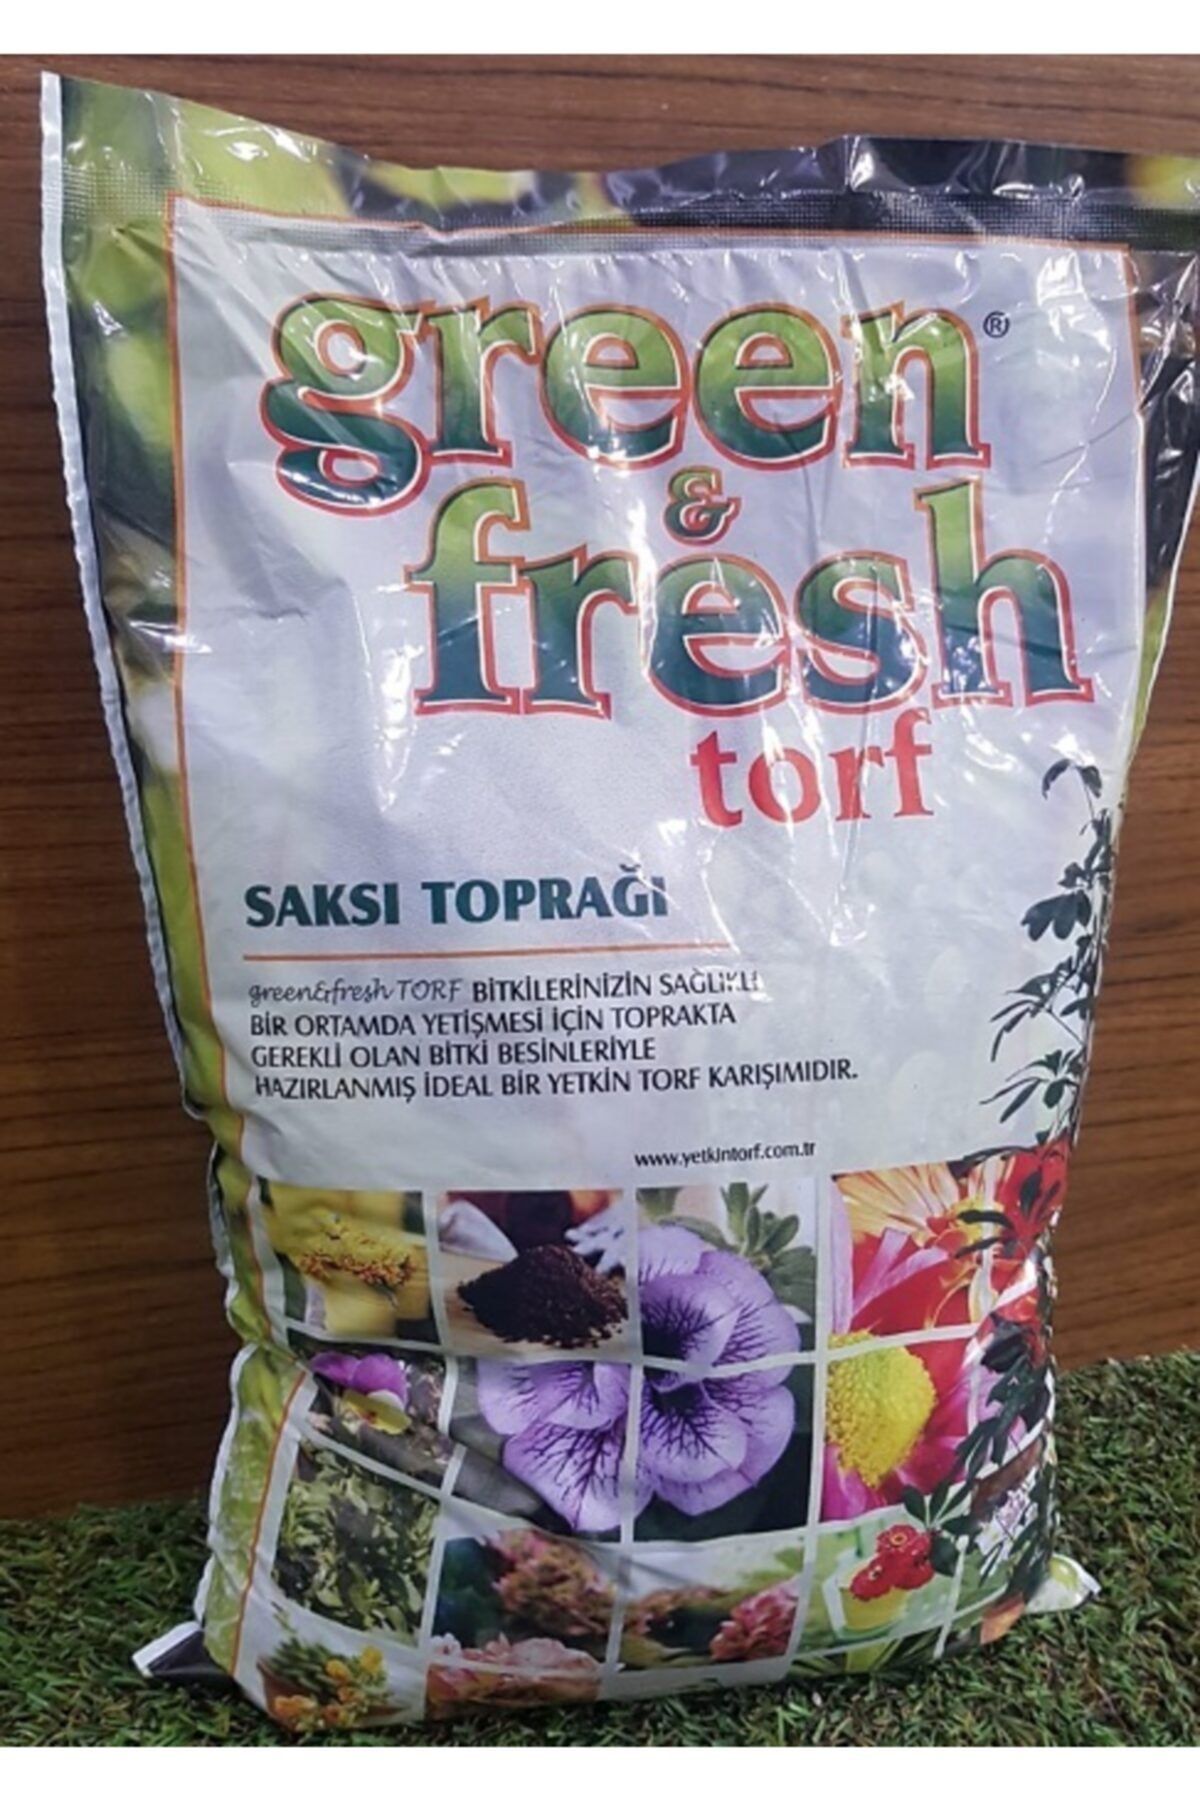 green®
&
fresh
torf
SAKSI TOPRAĞI
green&fresh TORF BİTKİLERİNİZİN SAĞLIKLI
BİR ORTAMDA YETİŞMESİ İÇİN TOPRAKTA
GEREKLİ OLAN BİTKİ BESİNLERİYLE
HAZIRLANMIŞ İDEAL BİR YETKİN TORF KARIŞIMIDIR.
www.yetkintorf.com.tr